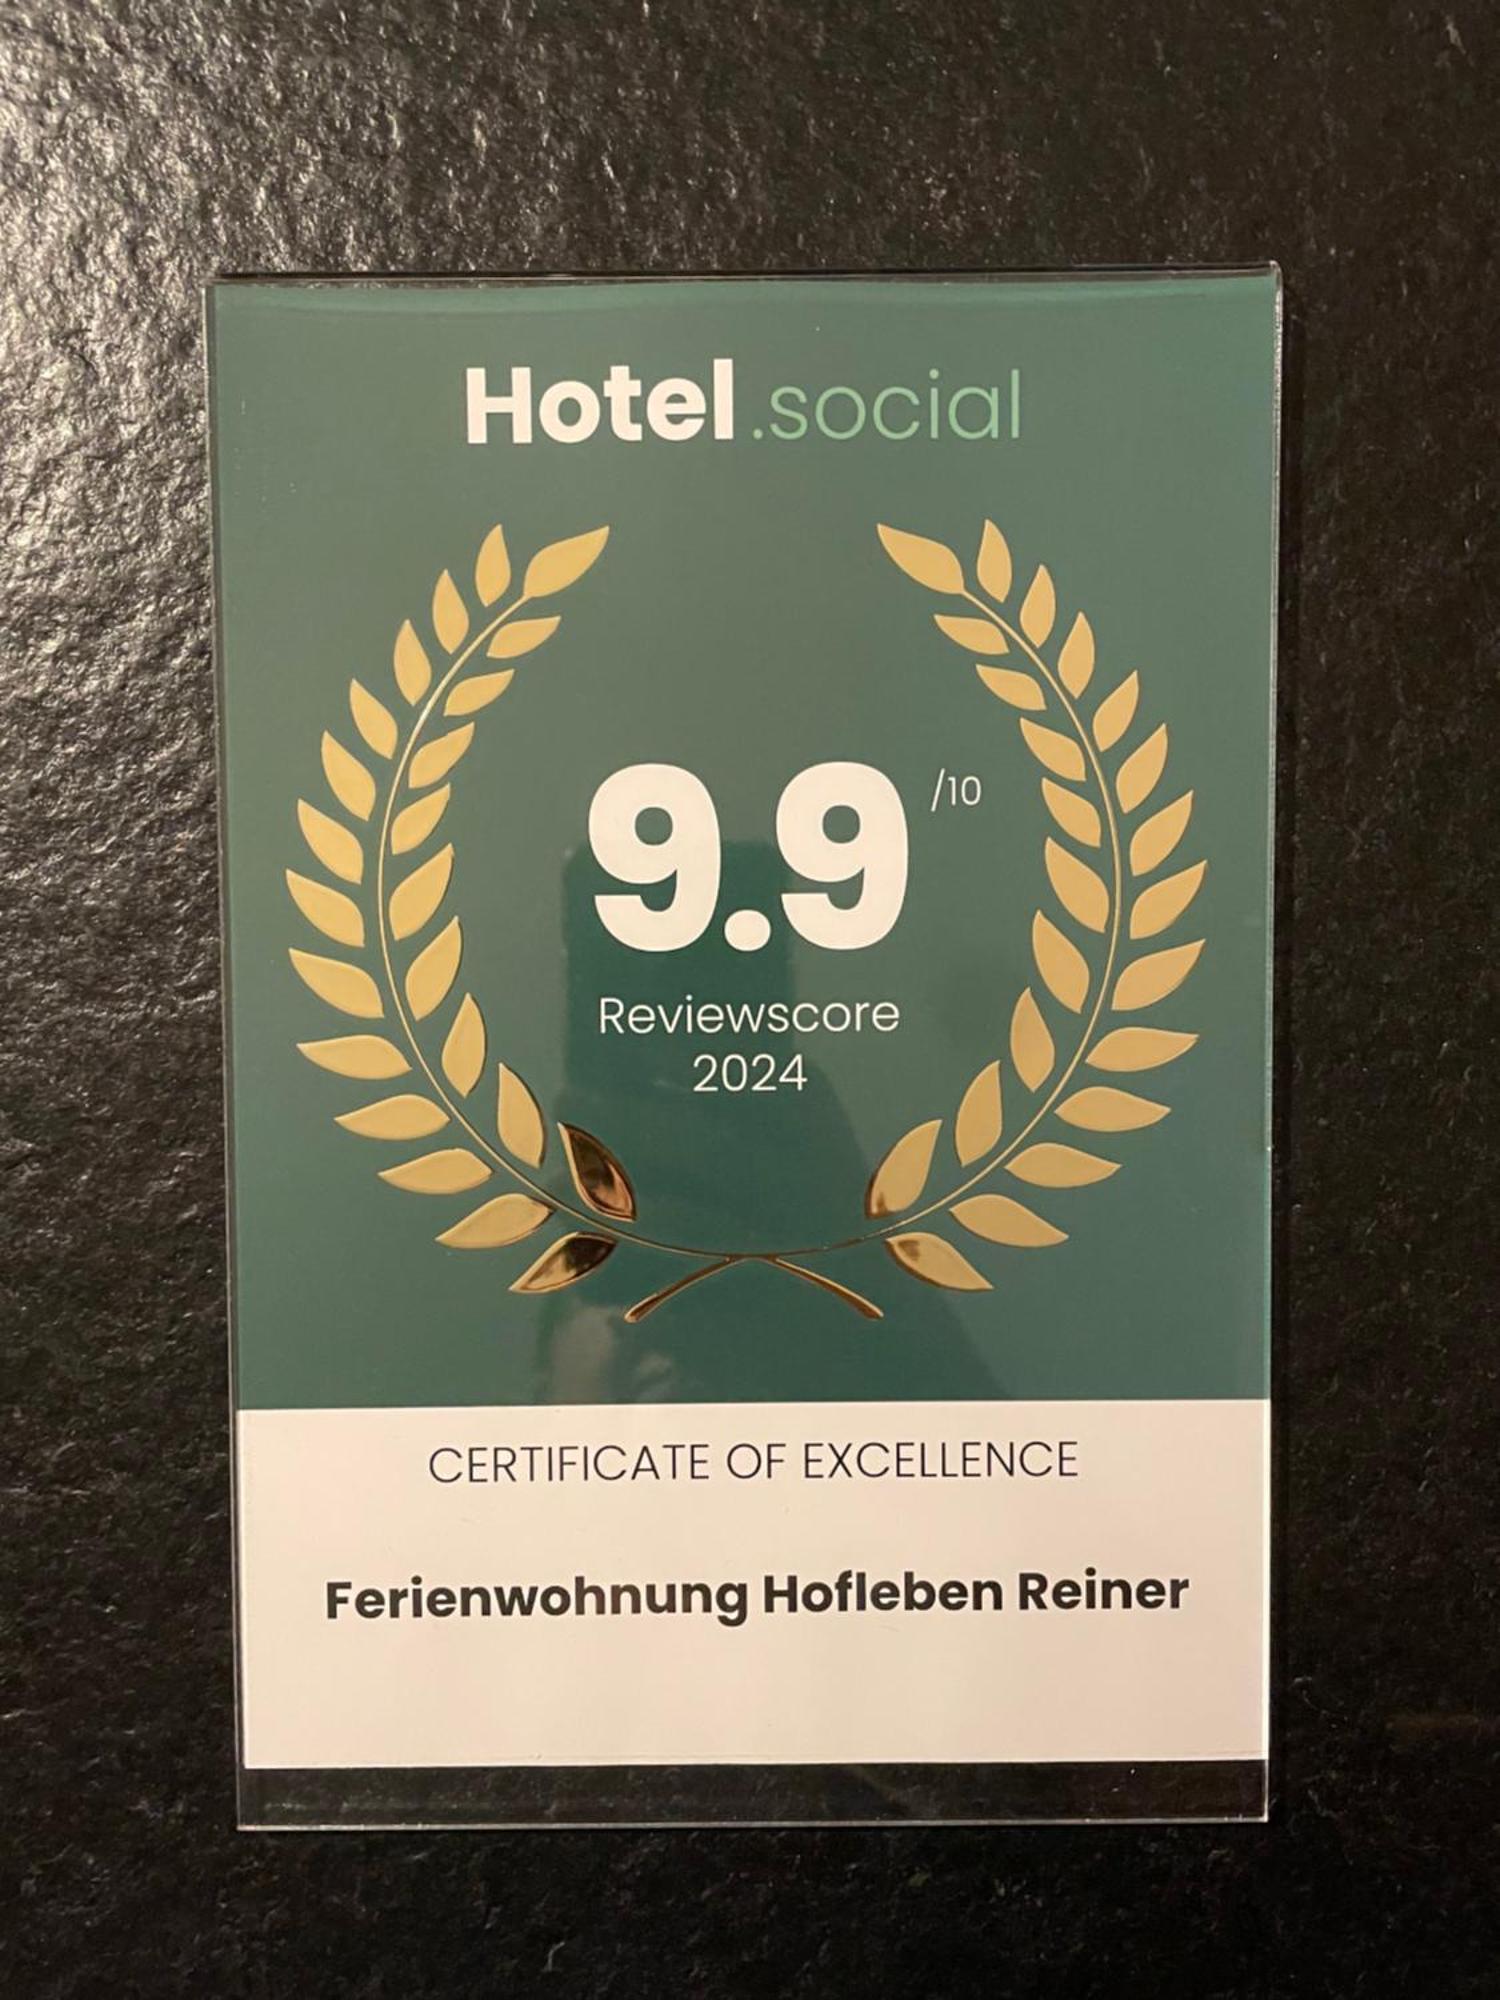 Hotel.social
9.9/10
Reviewscore
2024
CERTIFICATE OF EXCELLENCE
Ferienwohnung Hofleben Reiner